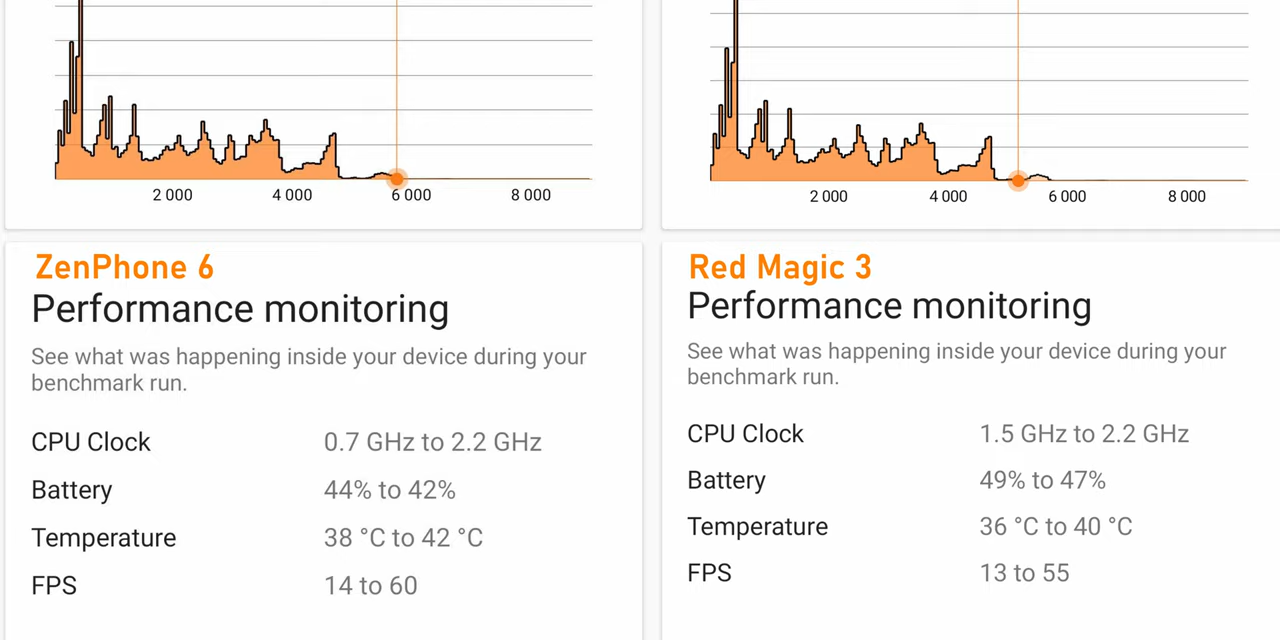 2 000 4 000 6 000 8 000
ZenPhone 6
Performance monitoring
See what was happening inside your device during your
benchmark run.
CPU Clock 0.7 GHz to 2.2 GHz
Battery 44% to 42%
Temperature 38 °C to 42 °C
FPS 14 to 60
2 000 4 000 6 000 8 000
Red Magic 3
Performance monitoring
See what was happening inside your device during your
benchmark run.
CPU Clock 1.5 GHz to 2.2 GHz
Battery 49% to 47%
Temperature 36 °C to 40 °C
FPS 13 to 55